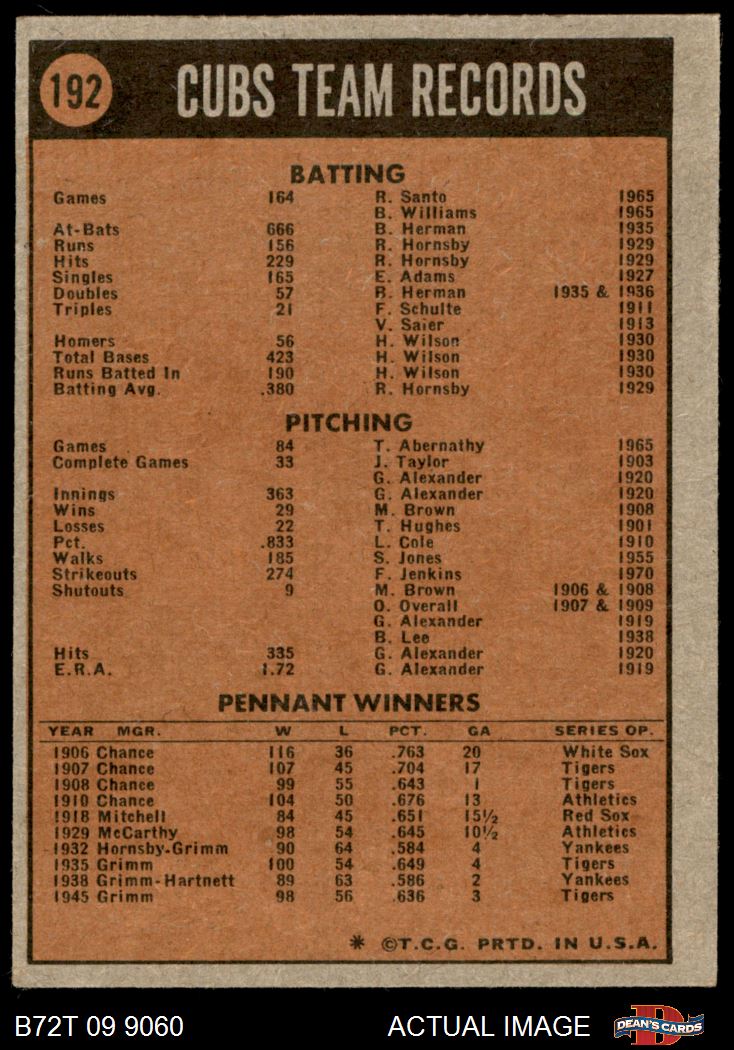 192 CUBS TEAM RECORDS
BATTING
Games 164 R. Santo 1965
B. Williams 1965
At-Bats 666 B. Herman 1935
Runs 156 R. Hornsby 1929
Hits 229 R. Hornsby 1929
Singles 165 E. Adams 1927
Doubles 57 B. Herman 1935 & 1936
Triples 21 F. Schulte 1911
V. Saier 1913
Homers 56 H. Wilson 1930
Total Bases 423 H. Wilson 1930
Runs Batted In 190 H. Wilson 1930
Batting Avg. .380 R. Hornsby 1929
PITCHING
Games 84 T. Abernathy 1965
Complete Games 33 J. Taylor 1903
G. Alexander 1920
Innings 363 G. Alexander 1920
Wins 29 M. Brown 1908
Losses 22 T. Hughes 1901
Pct. .833 L. Cole 1910
Walks 185 S. Jones 1955
Strikeouts 274 F. Jenkins 1970
Shutouts 9 M. Brown 1906 & 1908
O. Overall 1907 & 1909
G. Alexander 1919
B. Lee 1938
Hits 335 G. Alexander 1920
E.R.A. 1.72 G. Alexander 1919
PENNANT WINNERS
YEAR MGR. W L PCT. GA SERIES OP.
1906 Chance 116 36 .763 20 White Sox
1907 Chance 107 45 .704 17 Tigers
1908 Chance 99 55 .643 1 Tigers
1910 Chance 104 50 .676 13 Athletics
1918 Mitchell 84 45 .651 15½ Red Sox
1929 McCarthy 98 54 .645 10½ Athletics
1932 Hornsby-Grimm 90 64 .584 4 Yankees
1935 Grimm 100 54 .649 4 Tigers
1938 Grimm-Hartnett 89 63 .586 2 Yankees
1945 Grimm 98 56 .636 3 Tigers
* ©T.C.G. PRTD. IN U.S.A.
B72T 09 9060 ACTUAL IMAGE D DEAN'S CARDS